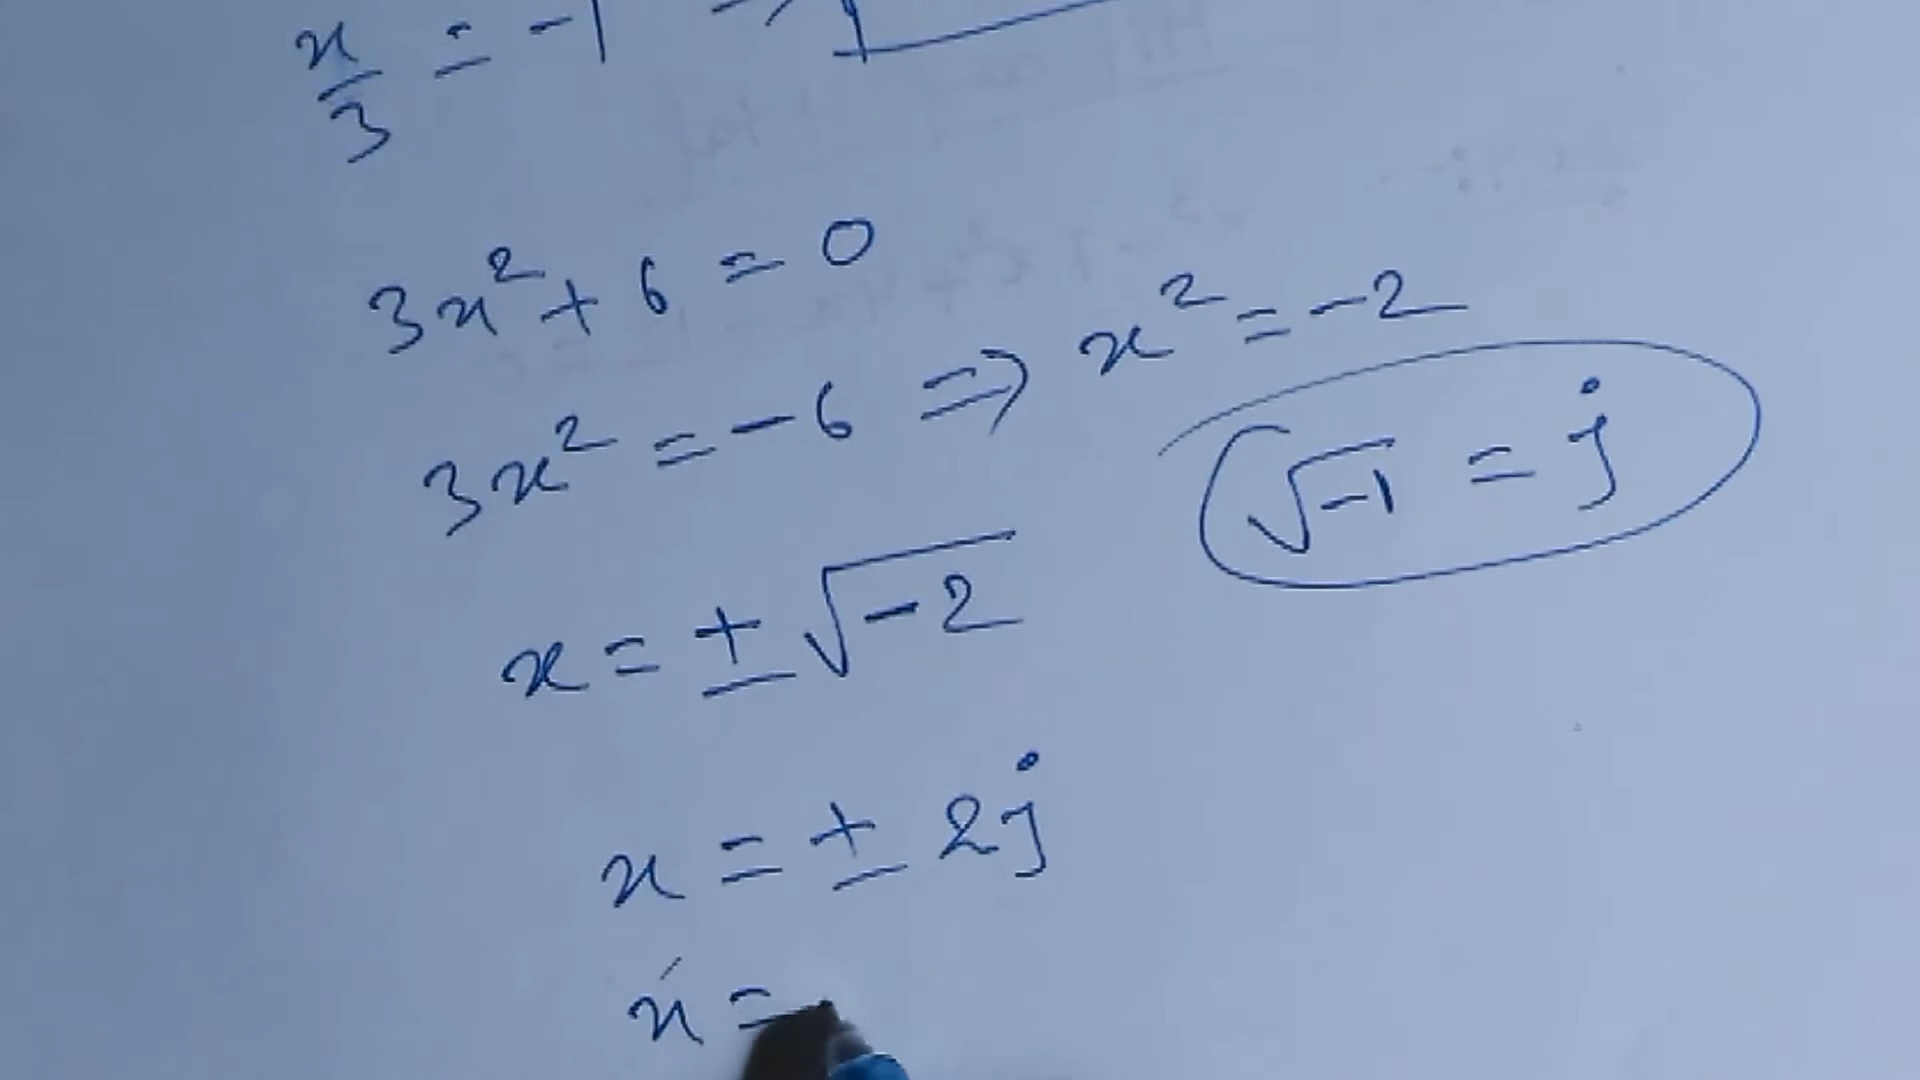 x/3 = -1 ⇒
3x² + 6 = 0
3x² = -6 ⇒ x² = -2
√-1 = j
x = ± √-2
x = ± 2j
x =